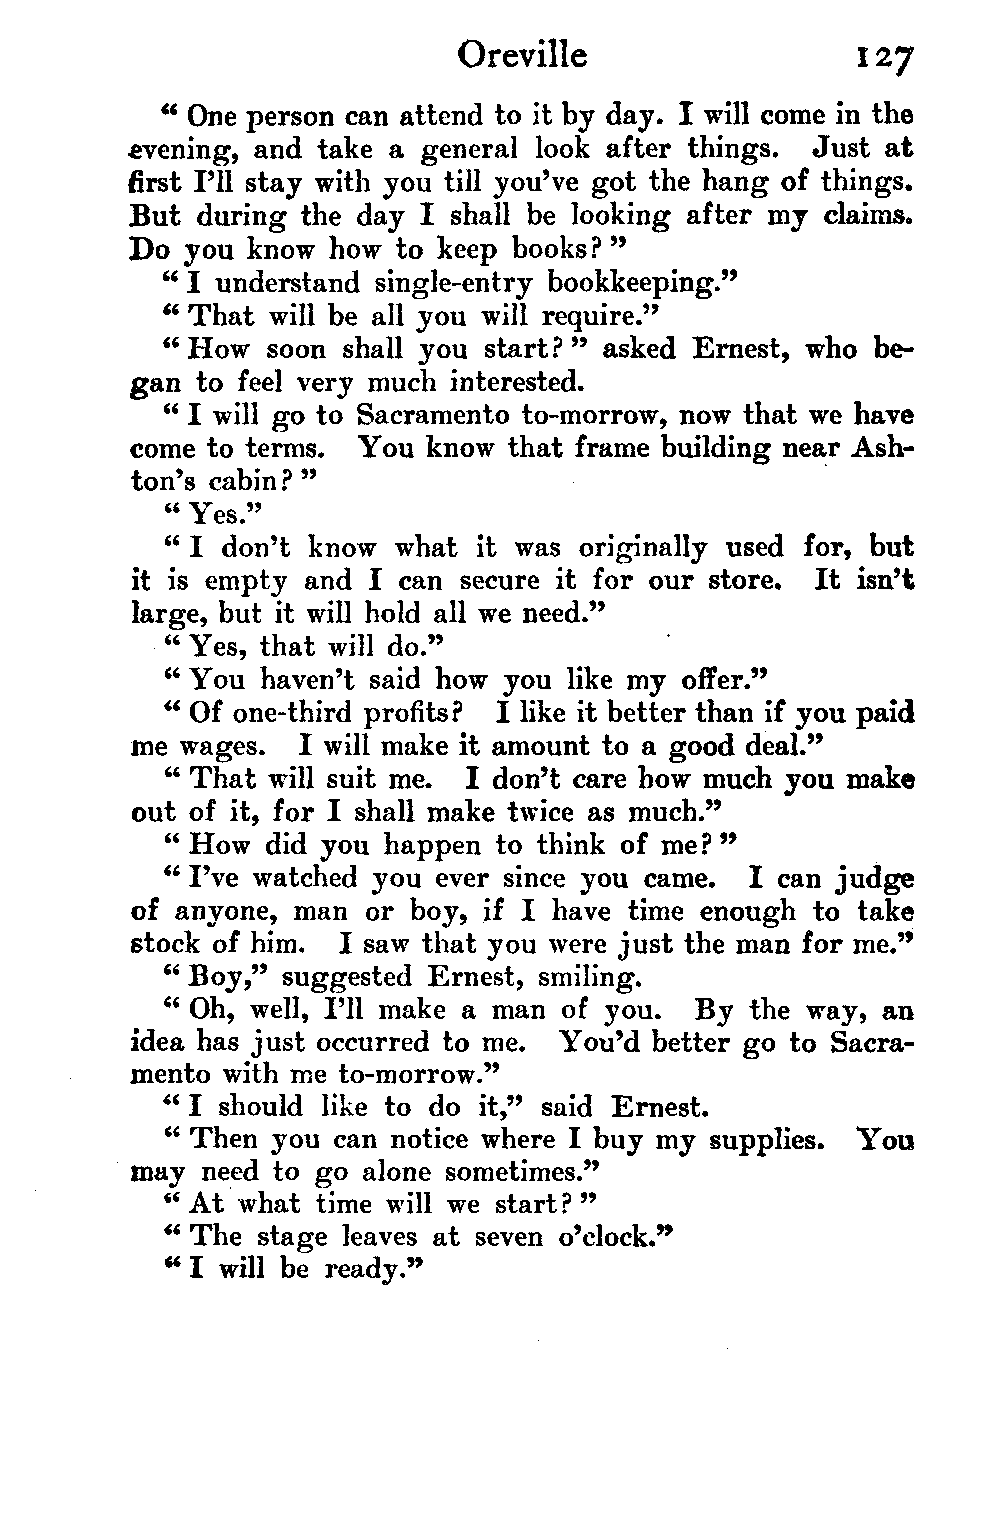 Oreville 127
“ One person can attend to it by day. I will come in the
evening, and take a general look after things. Just at
first I’ll stay with you till you’ve got the hang of things.
But during the day I shall be looking after my claims.
Do you know how to keep books? ”
“ I understand single-entry bookkeeping.”
“ That will be all you will require.”
“ How soon shall you start? ” asked Ernest, who be-
gan to feel very much interested.
“ I will go to Sacramento to-morrow, now that we have
come to terms. You know that frame building near Ash-
ton’s cabin? ”
“ Yes.”
“ I don’t know what it was originally used for, but
it is empty and I can secure it for our store. It isn’t
large, but it will hold all we need.”
“ Yes, that will do.”
“ You haven’t said how you like my offer.”
“ Of one-third profits? I like it better than if you paid
me wages. I will make it amount to a good deal.”
“ That will suit me. I don’t care how much you make
out of it, for I shall make twice as much.”
“ How did you happen to think of me? ”
“ I’ve watched you ever since you came. I can judge
of anyone, man or boy, if I have time enough to take
stock of him. I saw that you were just the man for me.”
“ Boy,” suggested Ernest, smiling.
“ Oh, well, I’ll make a man of you. By the way, an
idea has just occurred to me. You’d better go to Sacra-
mento with me to-morrow.”
“ I should like to do it,” said Ernest.
“ Then you can notice where I buy my supplies. You
may need to go alone sometimes.”
“ At what time will we start? ”
“ The stage leaves at seven o’clock.”
“ I will be ready.”